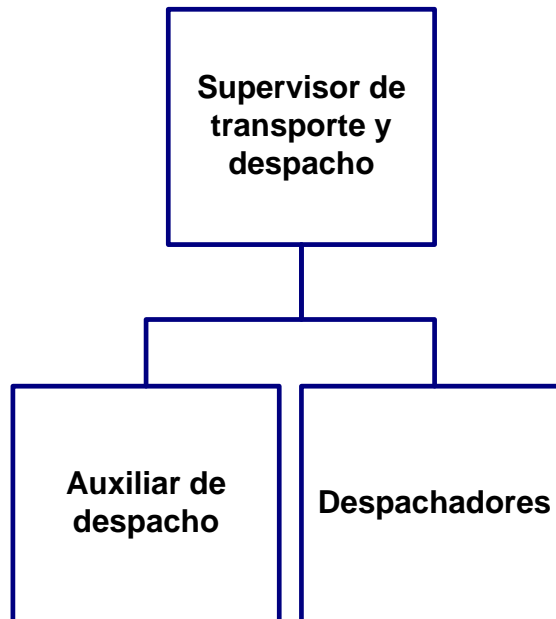 Supervisor de
transporte y
despacho
Auxiliar de
despacho
Despachadores